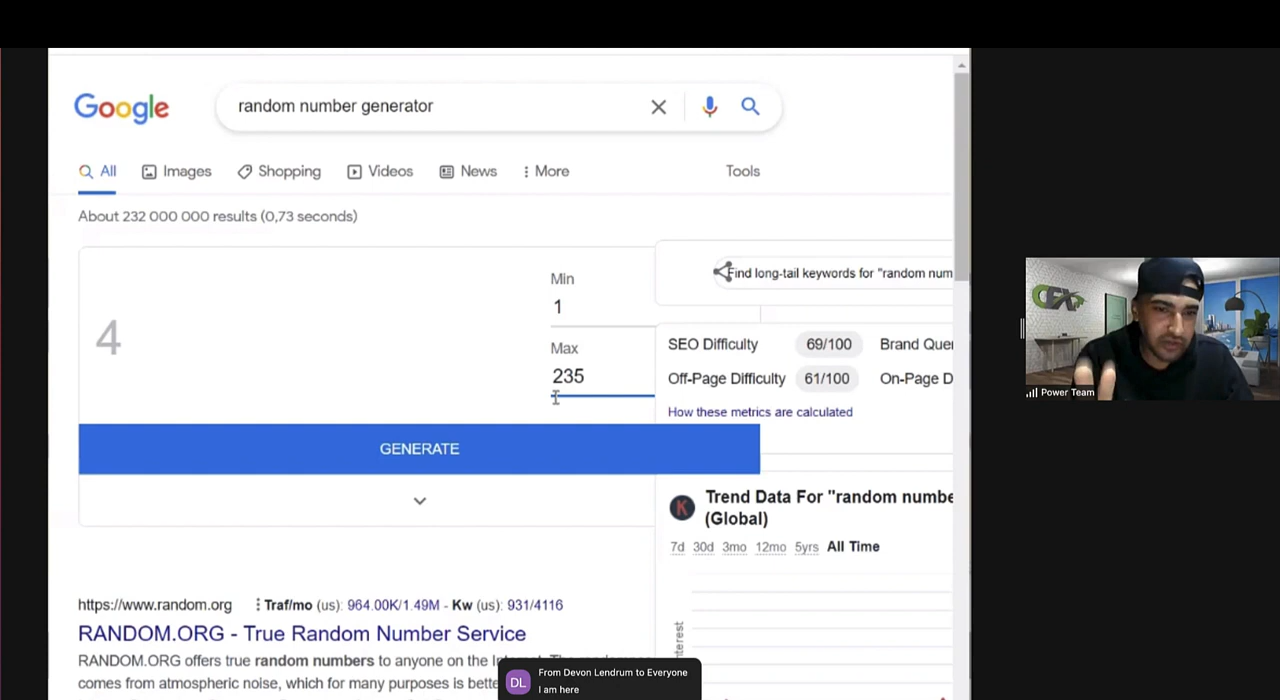 Google
random number generator
All Images Shopping Videos News More Tools
About 232 000 000 results (0,73 seconds)
4
Min
1
Max
235
GENERATE
Find long-tail keywords for "random num
SEO Difficulty 69/100 Brand Quer
Off-Page Difficulty 61/100 On-Page D
How these metrics are calculated
K
Trend Data For "random numbe
(Global)
7d 30d 3mo 12mo 5yrs All Time
nterest
https://www.random.org Traf/mo (us): 964.00K/1.49M - Kw (us): 931/4116
RANDOM.ORG - True Random Number Service
RANDOM.ORG offers true random numbers to anyone on the
comes from atmospheric noise, which for many purposes is bette
DL
From Devon Lendrum to Everyone
I am here
CFX
Power Team